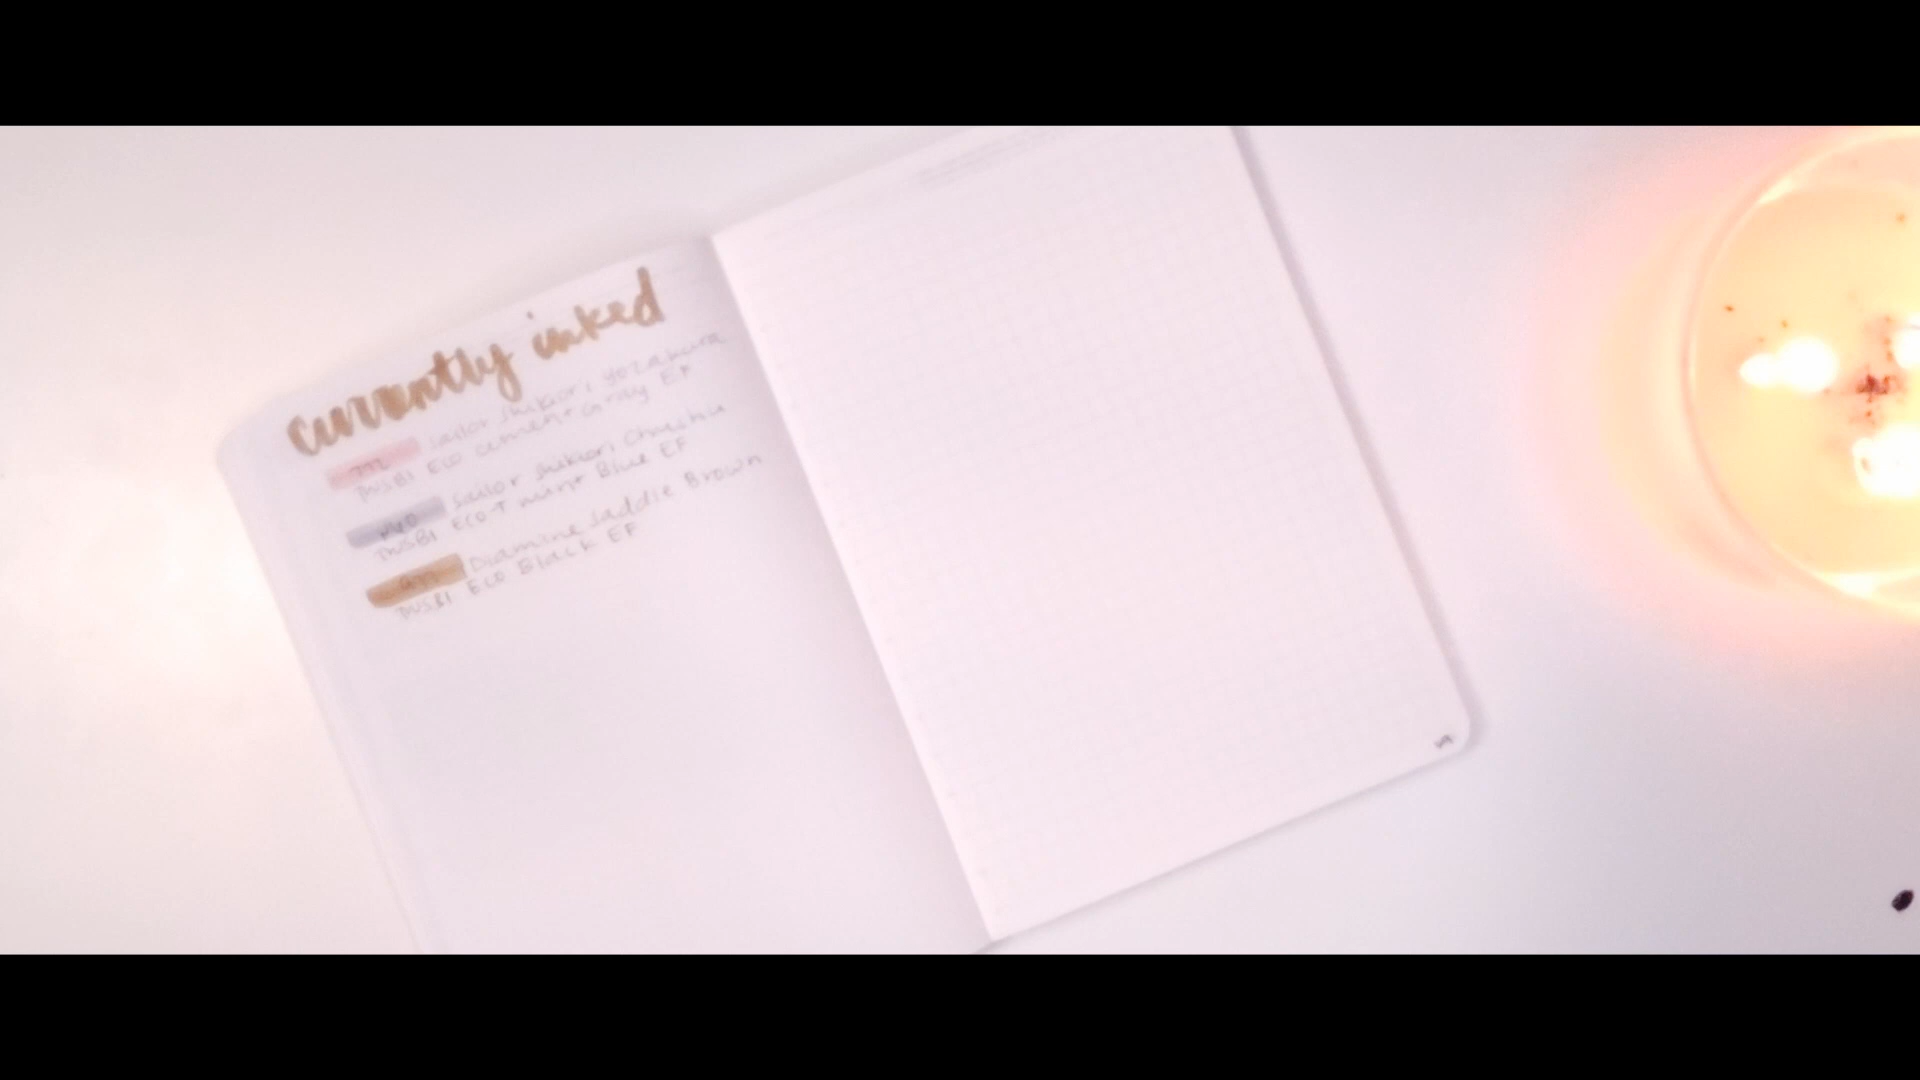 currently inked
Sailor Shikiori Yozakura
TWSBI Eco Cement Gray EF
Sailor Shikiori Chushu
TWSBI Eco-T Mint Blue EF
Diamine Saddle Brown
TWSBI Eco Black EF